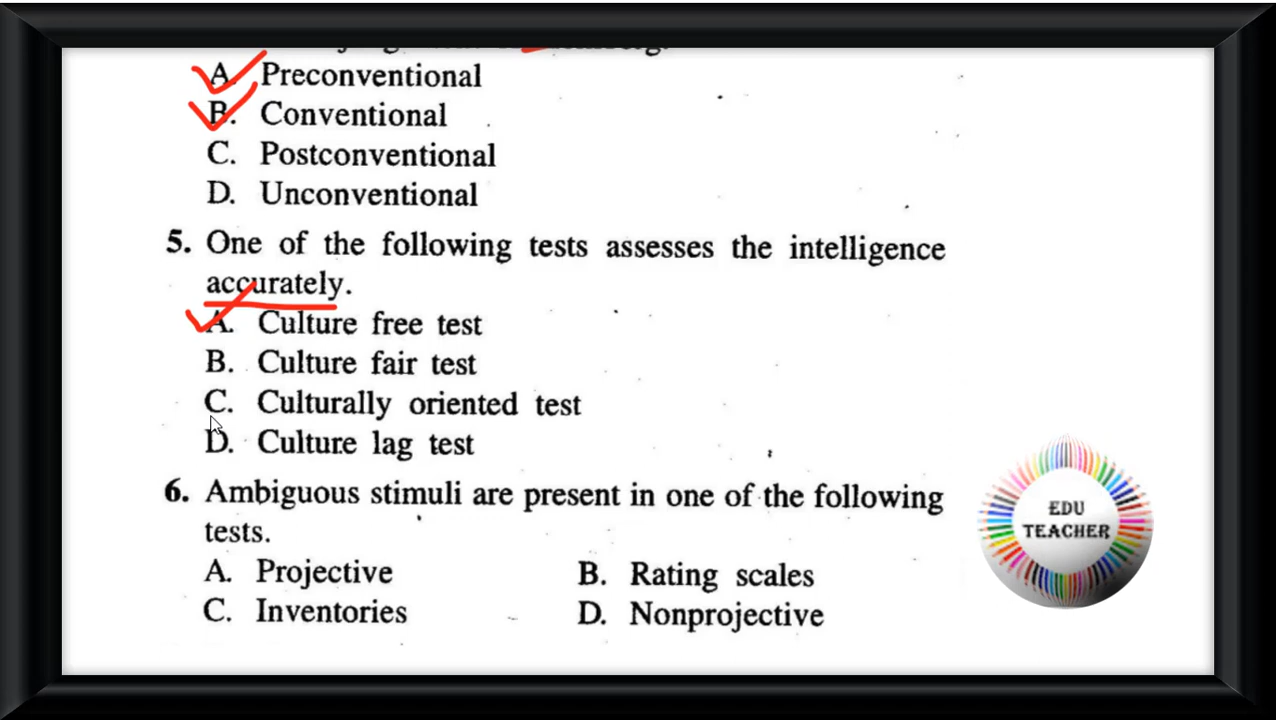 A. Preconventional
B. Conventional
C. Postconventional
D. Unconventional
5. One of the following tests assesses the intelligence
accurately.
A. Culture free test
B. Culture fair test
C. Culturally oriented test
D. Culture lag test
6. Ambiguous stimuli are present in one of the following
tests.
A. Projective B. Rating scales
C. Inventories D. Nonprojective
EDU
TEACHER